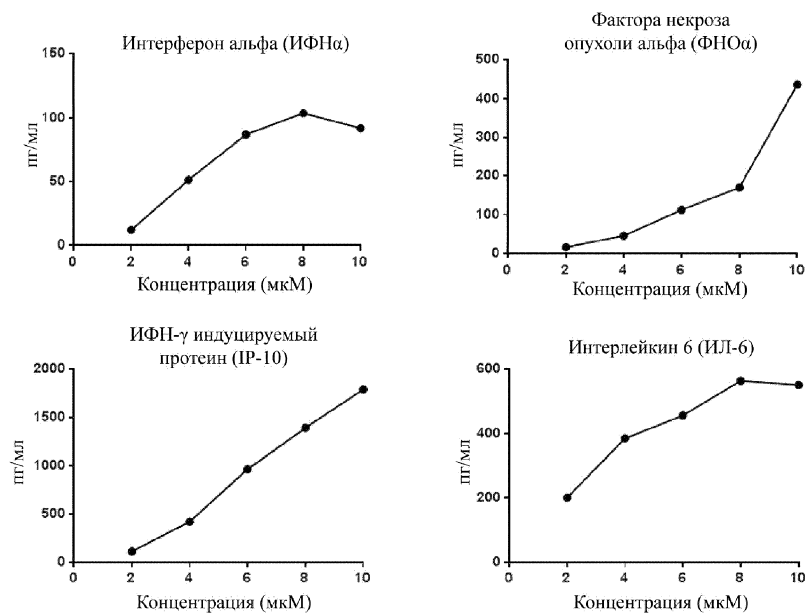 Интерферон альфа (ИФНα)
150
100
50
0
пг/мл
0 2 4 6 8 10
Концентрация (мкМ)
Фактора некроза
опухоли альфа (ФНОα)
500
400
300
200
100
0
пг/мл
0 2 4 6 8 10
Концентрация (мкМ)
ИФН-γ индуцируемый
протеин (IP-10)
2000
1500
1000
500
0
пг/мл
0 2 4 6 8 10
Концентрация (мкМ)
Интерлейкин 6 (ИЛ-6)
600
400
200
0
пг/мл
0 2 4 6 8 10
Концентрация (мкМ)